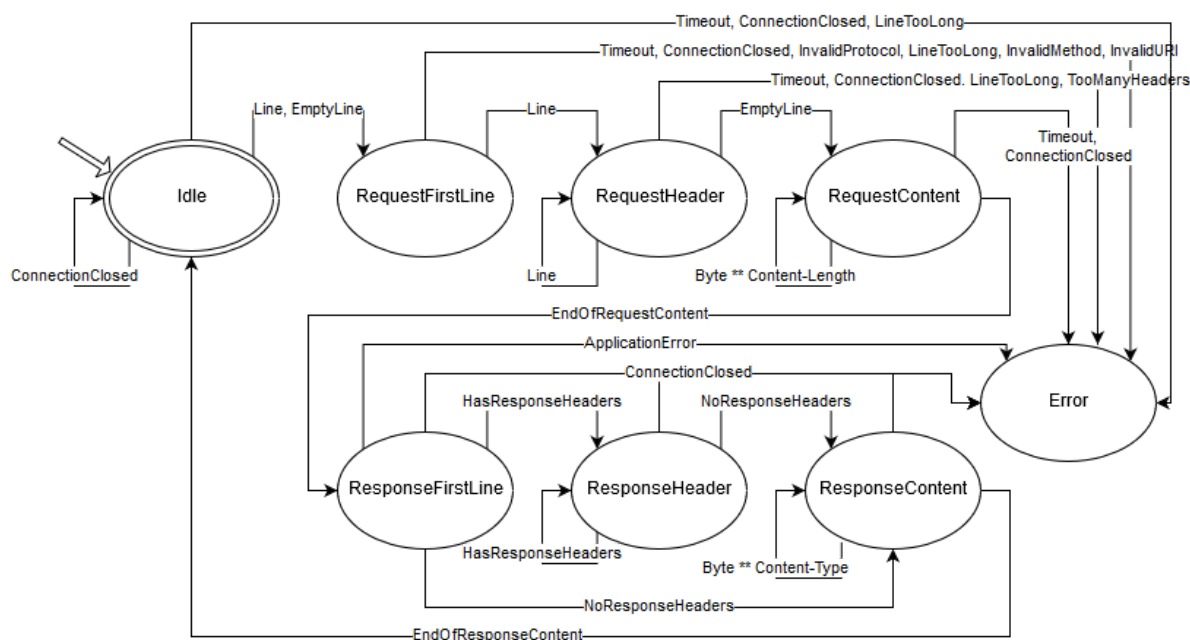 Timeout, ConnectionClosed, LineTooLong
Timeout, ConnectionClosed, InvalidProtocol, LineTooLong, InvalidMethod, InvalidURI
Timeout, ConnectionClosed. LineTooLong, TooManyHeaders
Line, EmptyLine
Line
EmptyLine
Timeout,
ConnectionClosed
Idle
RequestFirstLine
RequestHeader
RequestContent
ConnectionClosed
Line
Byte ** Content-Length
EndOfRequestContent
ApplicationError
ConnectionClosed
HasResponseHeaders
NoResponseHeaders
Error
ResponseFirstLine
ResponseHeader
ResponseContent
HasResponseHeaders
Byte ** Content-Type
NoResponseHeaders
EndOfResponseContent